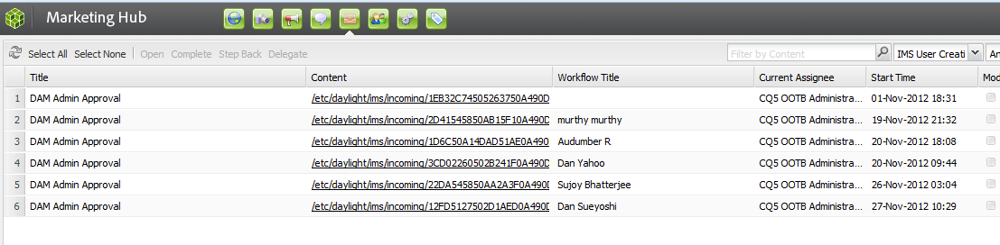 Marketing Hub
Select All Select None Open Complete Step Back Delegate Filter by Content IMS User Creati An
Title Content Workflow Title Current Assignee Start Time Mod
1 DAM Admin Approval /etc/daylight/ims/incoming/1EB32C74505263750A490D CQ5 OOTB Administra... 01-Nov-2012 18:31
2 DAM Admin Approval /etc/daylight/ims/incoming/2D41545850AB15F10A490D murthy murthy CQ5 OOTB Administra... 19-Nov-2012 21:32
3 DAM Admin Approval /etc/daylight/ims/incoming/1D6C50A14DAD51AE0A490 Audumber R CQ5 OOTB Administra... 20-Nov-2012 18:08
4 DAM Admin Approval /etc/daylight/ims/incoming/3CD02260502B241F0A490D Dan Yahoo CQ5 OOTB Administra... 20-Nov-2012 09:44
5 DAM Admin Approval /etc/daylight/ims/incoming/22DA545850AA2A3F0A490D Sujoy Bhatterjee CQ5 OOTB Administra... 26-Nov-2012 03:04
6 DAM Admin Approval /etc/daylight/ims/incoming/12FD5127502D1AED0A490D Dan Sueyoshi CQ5 OOTB Administra... 27-Nov-2012 10:29